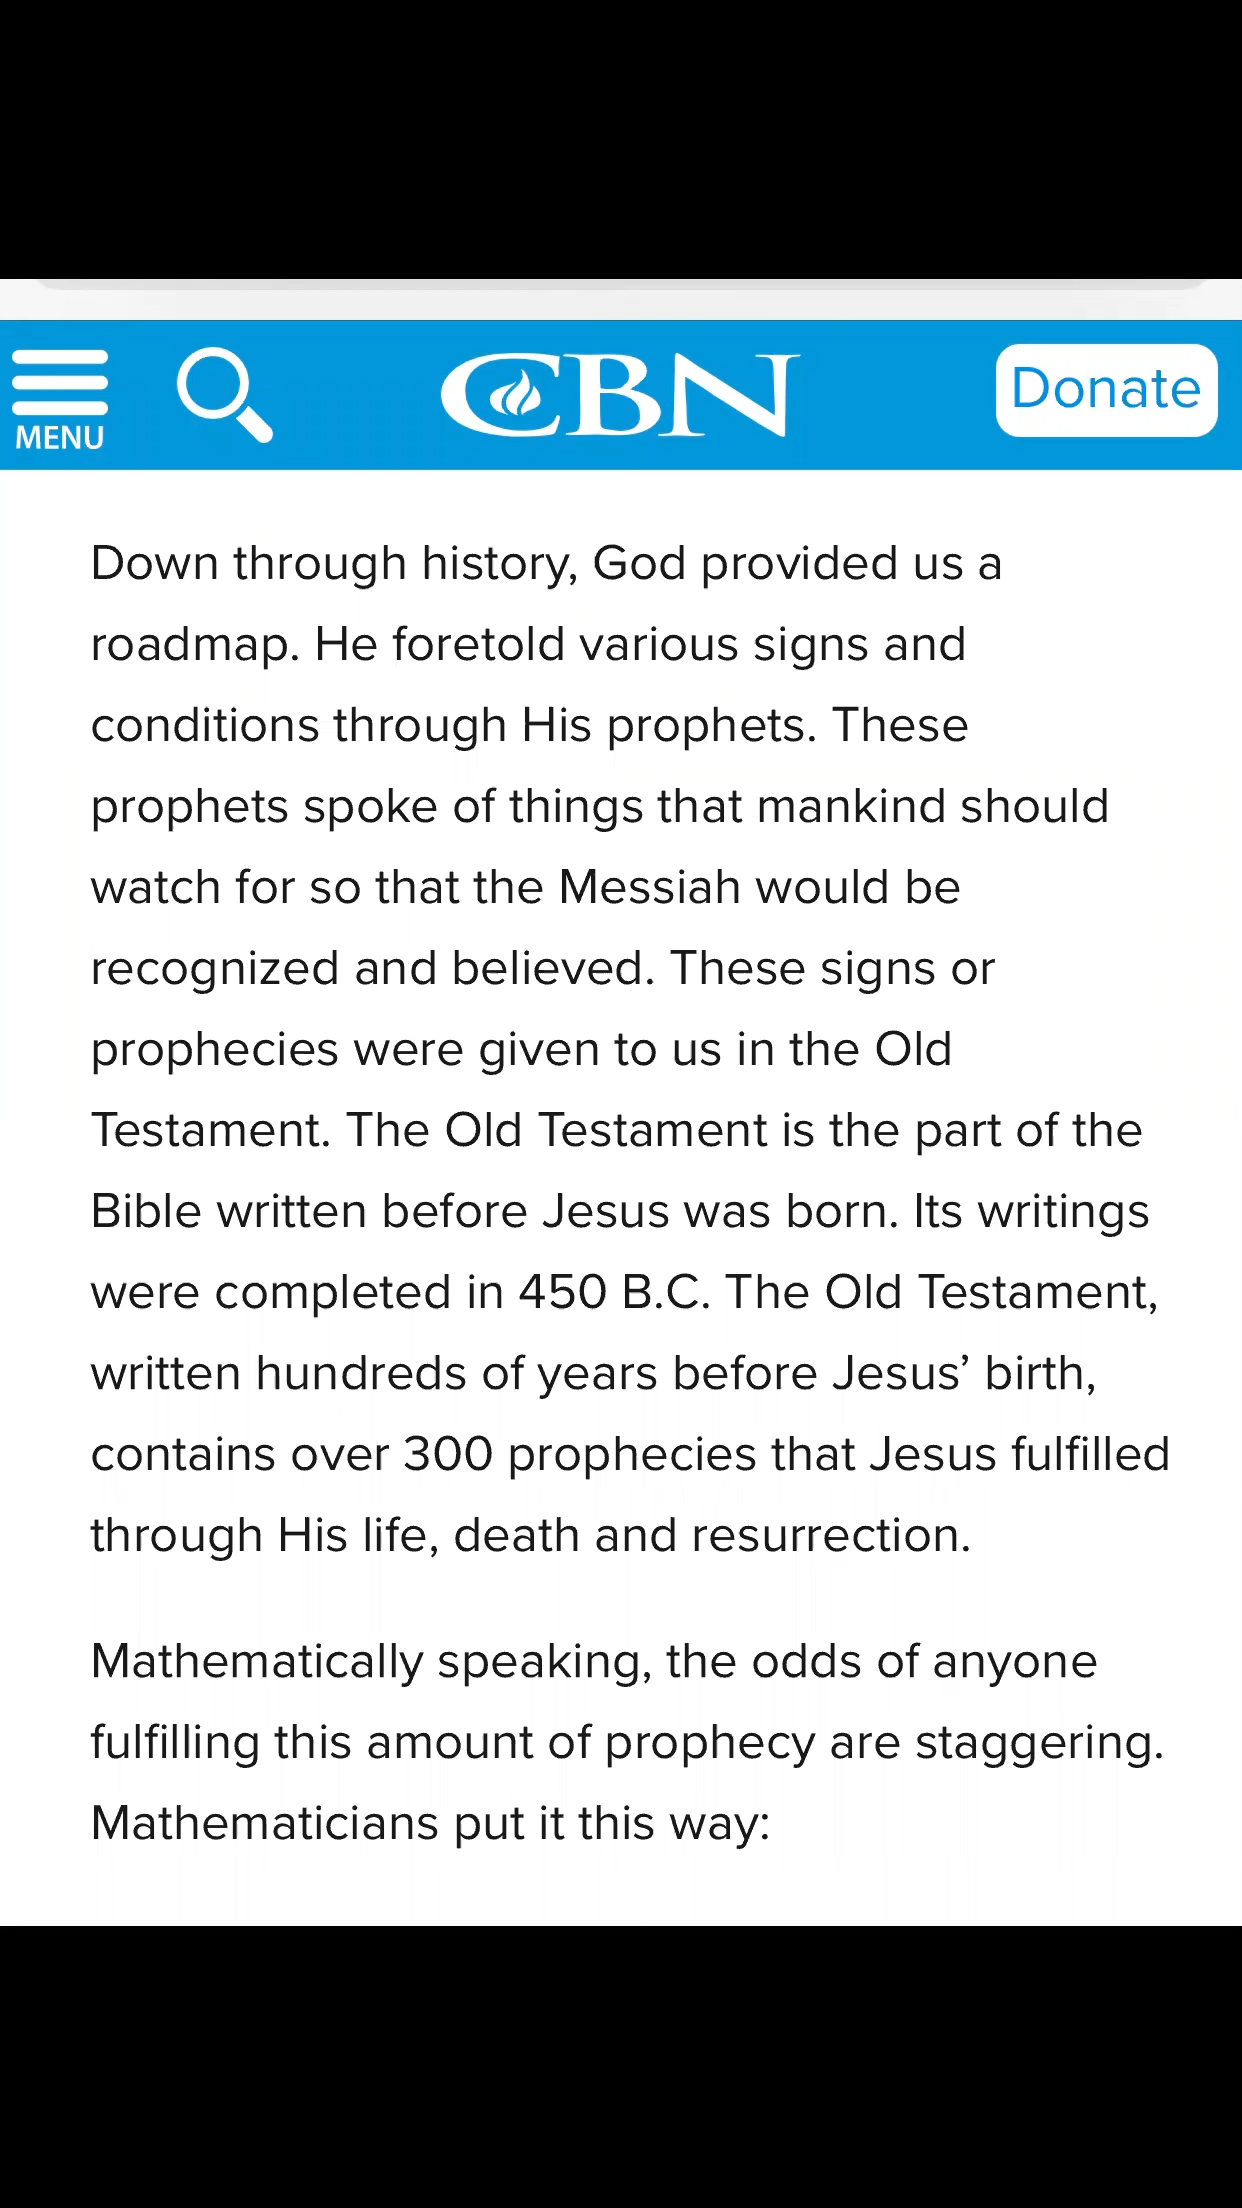 MENU
CBN
Donate
Down through history, God provided us a
roadmap. He foretold various signs and
conditions through His prophets. These
prophets spoke of things that mankind should
watch for so that the Messiah would be
recognized and believed. These signs or
prophecies were given to us in the Old
Testament. The Old Testament is the part of the
Bible written before Jesus was born. Its writings
were completed in 450 B.C. The Old Testament,
written hundreds of years before Jesus’ birth,
contains over 300 prophecies that Jesus fulfilled
through His life, death and resurrection.
Mathematically speaking, the odds of anyone
fulfilling this amount of prophecy are staggering.
Mathematicians put it this way: